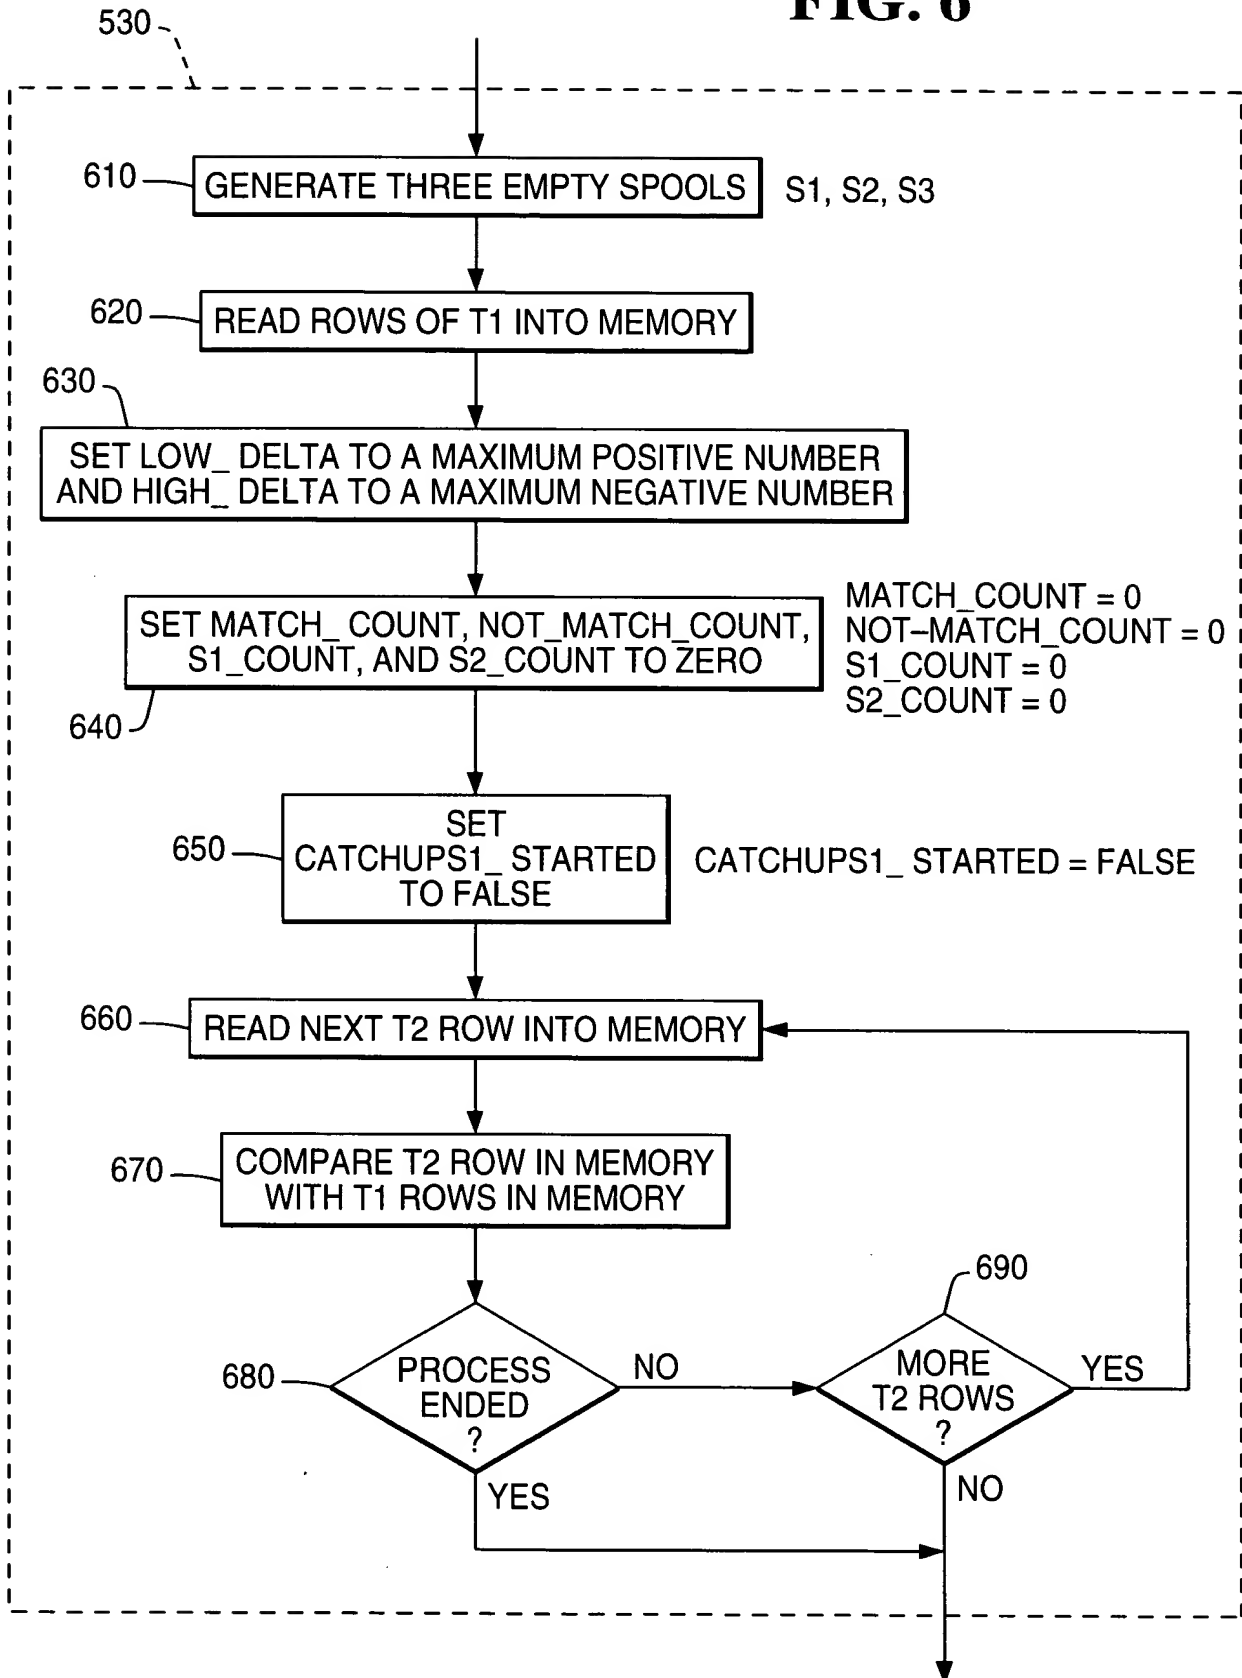 FIG. 6
530
610
GENERATE THREE EMPTY SPOOLS
S1, S2, S3
620
READ ROWS OF T1 INTO MEMORY
630
SET LOW_ DELTA TO A MAXIMUM POSITIVE NUMBER
AND HIGH_ DELTA TO A MAXIMUM NEGATIVE NUMBER
SET MATCH_ COUNT, NOT_MATCH_COUNT,
S1_COUNT, AND S2_COUNT TO ZERO
640
MATCH_COUNT = 0
NOT–MATCH_COUNT = 0
S1_COUNT = 0
S2_COUNT = 0
650
SET
CATCHUPS1_ STARTED
TO FALSE
CATCHUPS1_ STARTED = FALSE
660
READ NEXT T2 ROW INTO MEMORY
670
COMPARE T2 ROW IN MEMORY
WITH T1 ROWS IN MEMORY
680
PROCESS
ENDED
?
NO
YES
690
MORE
T2 ROWS
?
YES
NO